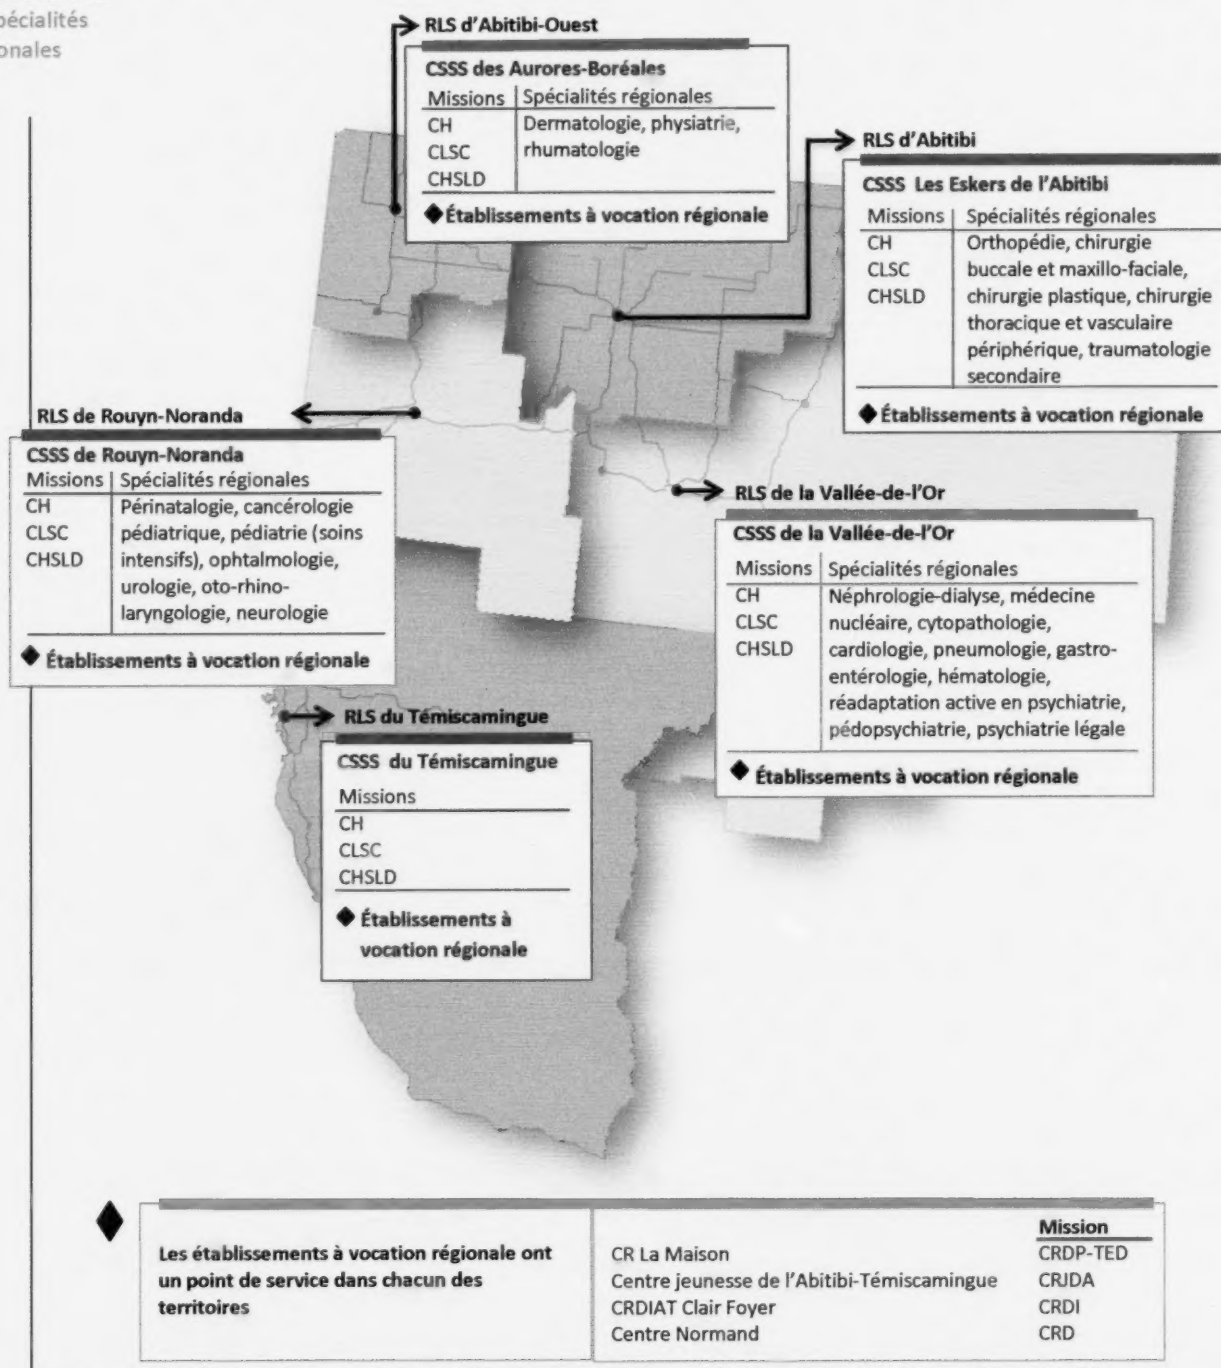 pécialités
onales
RLS d'Abitibi-Ouest
CSSS des Aurores-Boréales
Missions Spécialités régionales
CH Dermatologie, physiatrie,
CLSC rhumatologie
CHSLD
◆ Établissements à vocation régionale
RLS d'Abitibi
CSSS Les Eskers de l'Abitibi
Missions Spécialités régionales
CH Orthopédie, chirurgie
CLSC buccale et maxillo-faciale,
CHSLD chirurgie plastique, chirurgie
thoracique et vasculaire
périphérique, traumatologie
secondaire
◆ Établissements à vocation régionale
RLS de Rouyn-Noranda
CSSS de Rouyn-Noranda
Missions Spécialités régionales
CH Périnatalogie, cancérologie
CLSC pédiatrique, pédiatrie (soins
CHSLD intensifs), ophtalmologie,
urologie, oto-rhino-
laryngologie, neurologie
◆ Établissements à vocation régionale
RLS de la Vallée-de-l'Or
CSSS de la Vallée-de-l'Or
Missions Spécialités régionales
CH Néphrologie-dialyse, médecine
CLSC nucléaire, cytopathologie,
CHSLD cardiologie, pneumologie, gastro-
entérologie, hématologie,
réadaptation active en psychiatrie,
pédopsychiatrie, psychiatrie légale
◆ Établissements à vocation régionale
RLS du Témiscamingue
CSSS du Témiscamingue
Missions
CH
CLSC
CHSLD
◆ Établissements à
vocation régionale
Les établissements à vocation régionale ont
un point de service dans chacun des
territoires
Mission
CR La Maison CRDP-TED
Centre jeunesse de l'Abitibi-Témiscamingue CRJDA
CRDIAT Clair Foyer CRDI
Centre Normand CRD